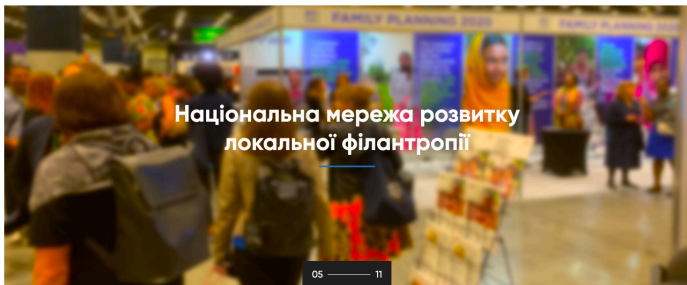 FAMILY PLANNING 2020
FAMILY PLANNING 2020
Національна мережа розвитку
локальної філантропії
05 11